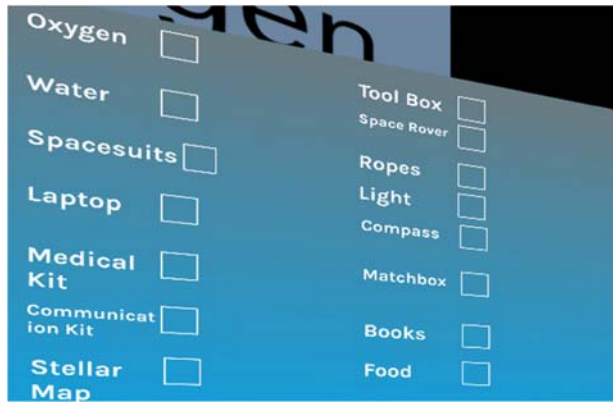 gen
Oxygen
Water
Spacesuits
Laptop
Medical
Kit
Communicat
ion Kit
Stellar
Map
Tool Box
Space Rover
Ropes
Light
Compass
Matchbox
Books
Food